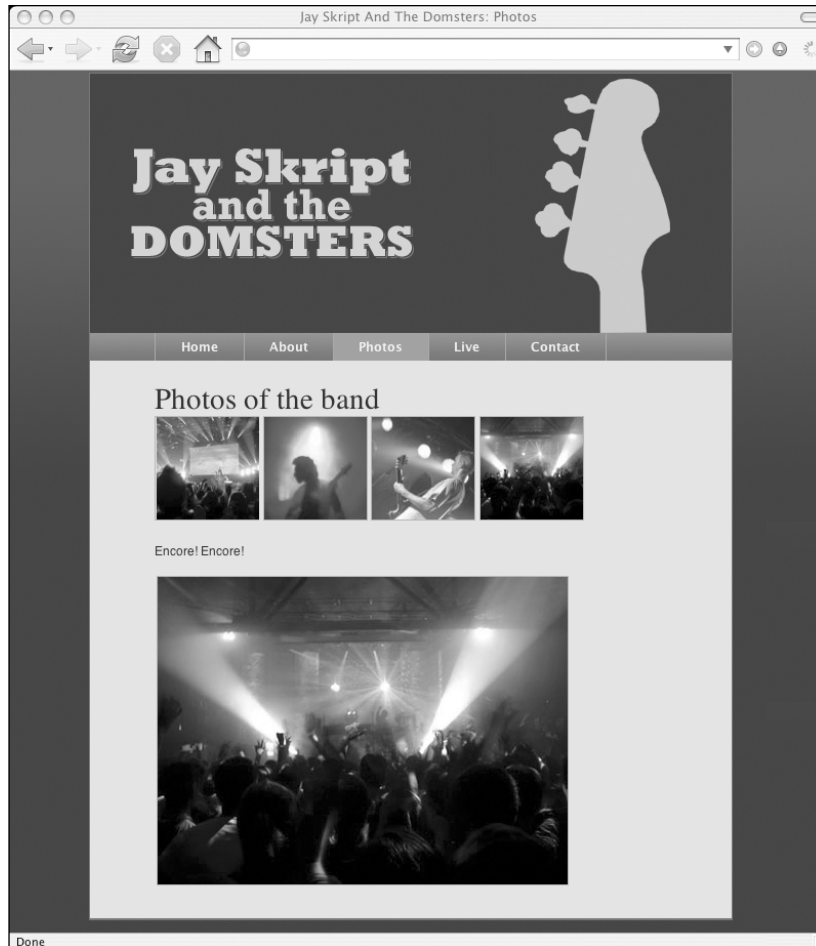 Jay Skript And The Domsters: Photos
Jay Skript
and the
DOMSTERS
Home About Photos Live Contact
Photos of the band
Encore! Encore!
Done